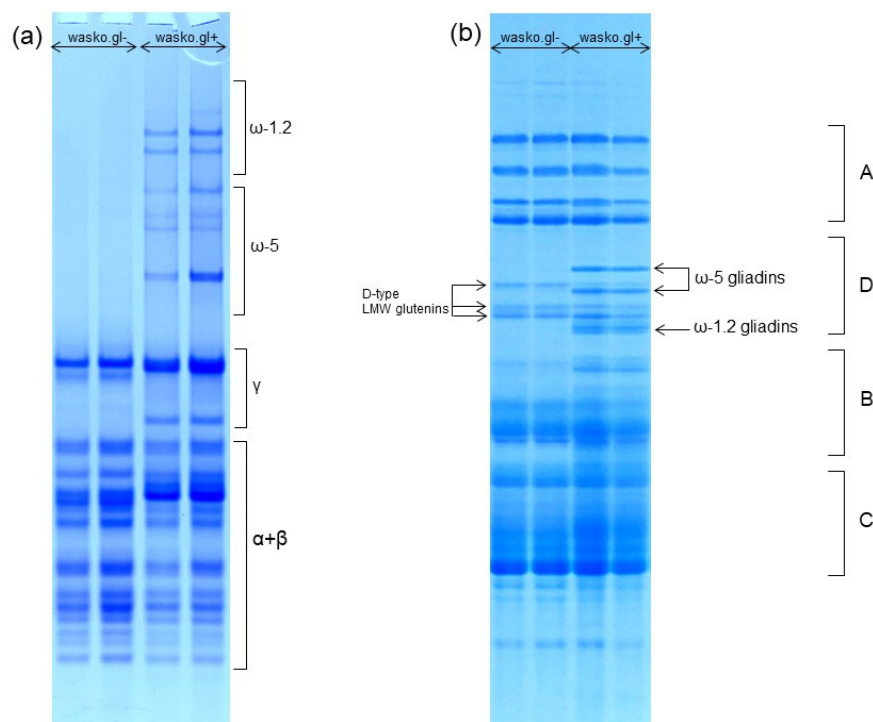 (a)
wasko.gl- wasko.gl+
ω-1.2
ω-5
γ
α+β
(b)
wasko.gl- wasko.gl+
A
D-type
LMW glutenins
ω-5 gliadins
ω-1.2 gliadins
D
B
C